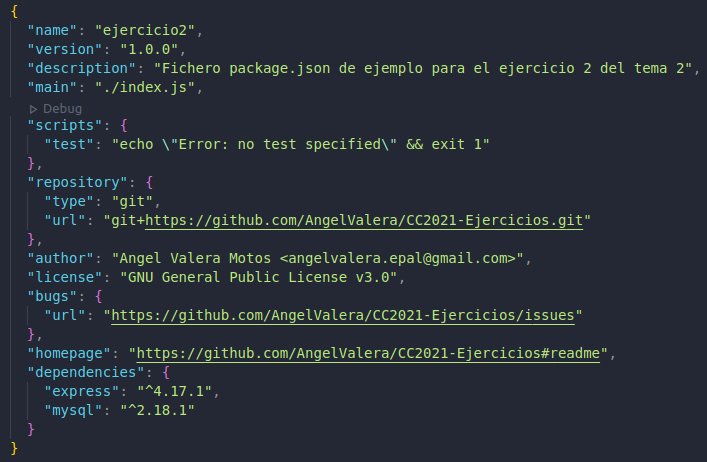 {
  "name": "ejercicio2",
  "version": "1.0.0",
  "description": "Fichero package.json de ejemplo para el ejercicio 2 del tema 2",
  "main": "./index.js",
  Debug
  "scripts": {
    "test": "echo \"Error: no test specified\" && exit 1"
  },
  "repository": {
    "type": "git",
    "url": "git+https://github.com/AngelValera/CC2021-Ejercicios.git"
  },
  "author": "Angel Valera Motos <angelvalera.epal@gmail.com>",
  "license": "GNU General Public License v3.0",
  "bugs": {
    "url": "https://github.com/AngelValera/CC2021-Ejercicios/issues"
  },
  "homepage": "https://github.com/AngelValera/CC2021-Ejercicios#readme",
  "dependencies": {
    "express": "^4.17.1",
    "mysql": "^2.18.1"
  }
}